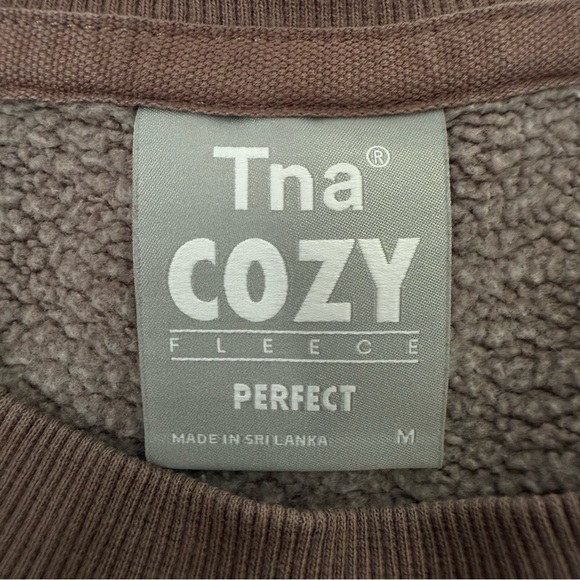 Tna®
COZY
FLEECE
PERFECT
MADE IN SRI LANKA M